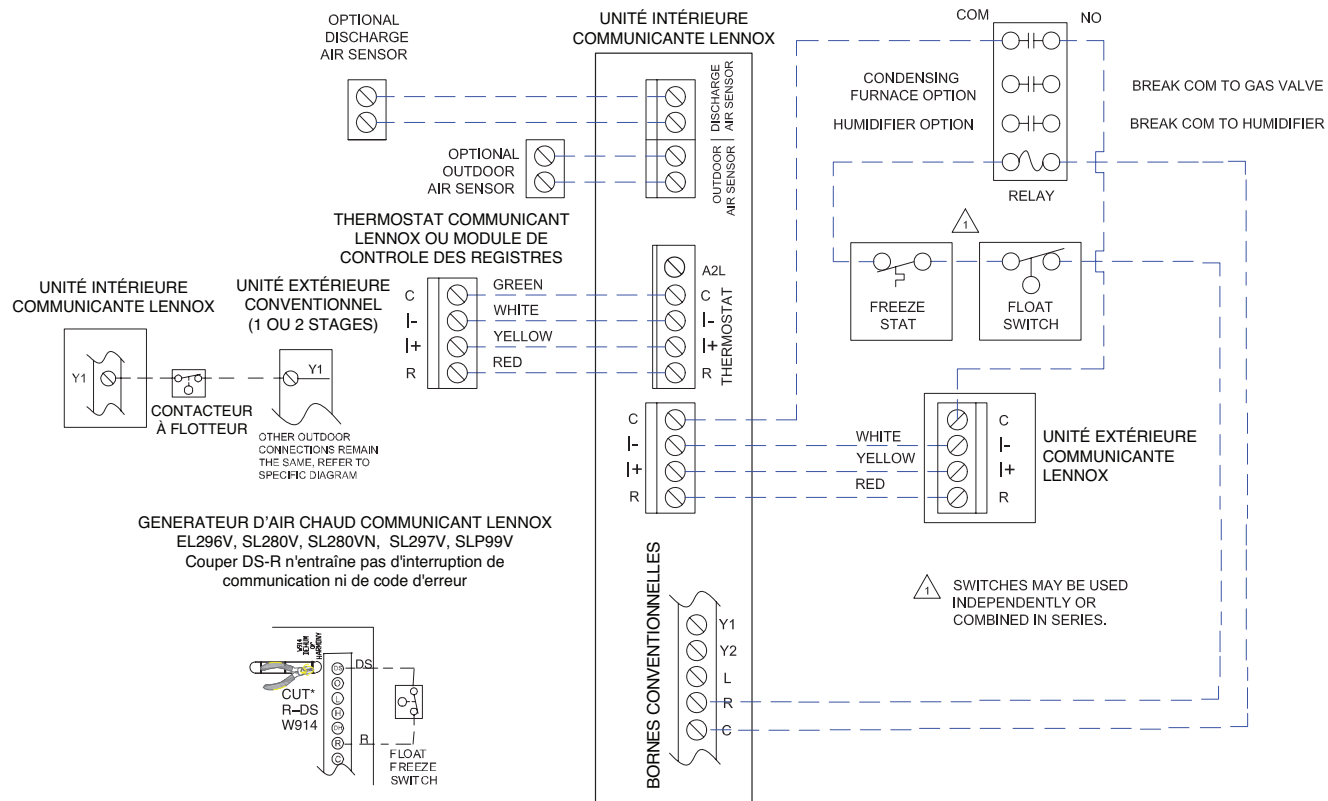 OPTIONAL
DISCHARGE
AIR SENSOR
UNITÉ INTÉRIEURE
COMMUNICANTE LENNOX
DISCHARGE
AIR SENSOR
OUTDOOR
AIR SENSOR
OPTIONAL
OUTDOOR
AIR SENSOR
COM
NO
CONDENSING
FURNACE OPTION
HUMIDIFIER OPTION
BREAK COM TO GAS VALVE
BREAK COM TO HUMIDIFIER
RELAY
1
FREEZE
STAT
FLOAT
SWITCH
THERMOSTAT COMMUNICANT
LENNOX OU MODULE DE
CONTROLE DES REGISTRES
C
I-
I+
R
GREEN
WHITE
YELLOW
RED
A2L
C
I-
I+
R
THERMOSTAT
UNITÉ INTÉRIEURE
COMMUNICANTE LENNOX
Y1
CONTACTEUR
À FLOTTEUR
UNITÉ EXTÉRIEURE
CONVENTIONNEL
(1 OU 2 STAGES)
Y1
OTHER OUTDOOR
CONNECTIONS REMAIN
THE SAME, REFER TO
SPECIFIC DIAGRAM
C
I-
I+
R
WHITE
YELLOW
RED
C
I-
I+
R
UNITÉ EXTÉRIEURE
COMMUNICANTE
LENNOX
GENERATEUR D'AIR CHAUD COMMUNICANT LENNOX
EL296V, SL280V, SL280VN, SL297V, SLP99V
Couper DS-R n'entraîne pas d'interruption de
communication ni de code d'erreur
W914
DEHUM
OF
HARMONY
CUT*
R–DS
W914
DS
O
L
H
DH
R
C
DS
R
FLOAT
FREEZE
SWITCH
BORNES CONVENTIONNELLES
Y1
Y2
L
R
C
1
SWITCHES MAY BE USED
INDEPENDENTLY OR
COMBINED IN SERIES.